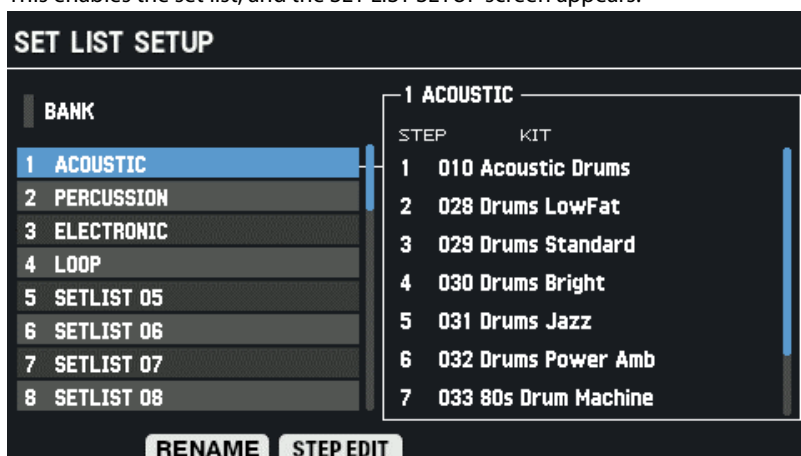 This enables the set list, and the SET LIST SETUP screen appears.
SET LIST SETUP
BANK
1 ACOUSTIC
2 PERCUSSION
3 ELECTRONIC
4 LOOP
5 SETLIST 05
6 SETLIST 06
7 SETLIST 07
8 SETLIST 08
1 ACOUSTIC
STEP KIT
1 010 Acoustic Drums
2 028 Drums LowFat
3 029 Drums Standard
4 030 Drums Bright
5 031 Drums Jazz
6 032 Drums Power Amb
7 033 80s Drum Machine
RENAME STEP EDIT